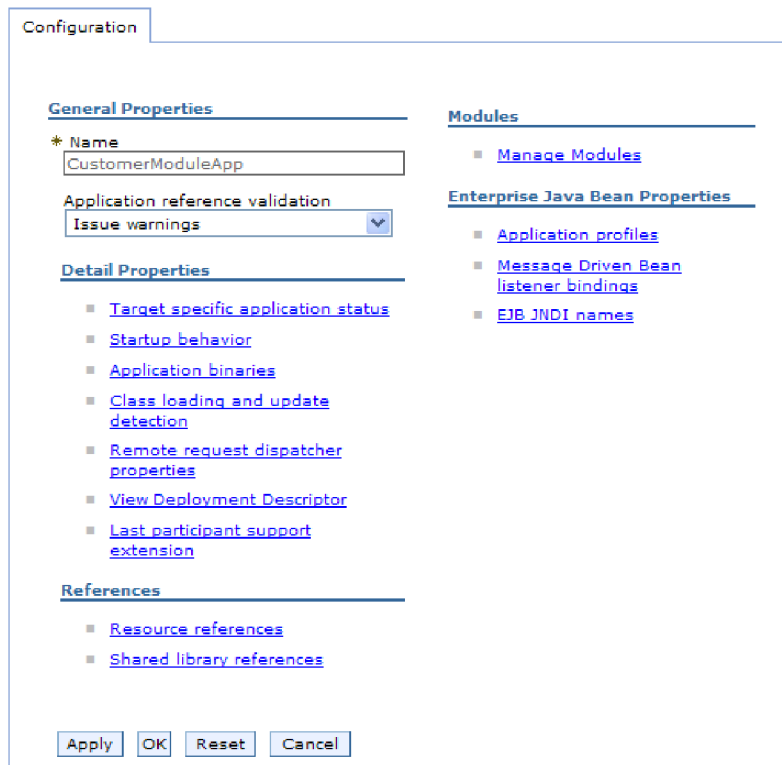 Configuration
General Properties
* Name
CustomerModuleApp
Application reference validation
Issue warnings
Detail Properties
Target specific application status
Startup behavior
Application binaries
Class loading and update
detection
Remote request dispatcher
properties
View Deployment Descriptor
Last participant support
extension
References
Resource references
Shared library references
Modules
Manage Modules
Enterprise Java Bean Properties
Application profiles
Message Driven Bean
listener bindings
EJB JNDI names
Apply OK Reset Cancel